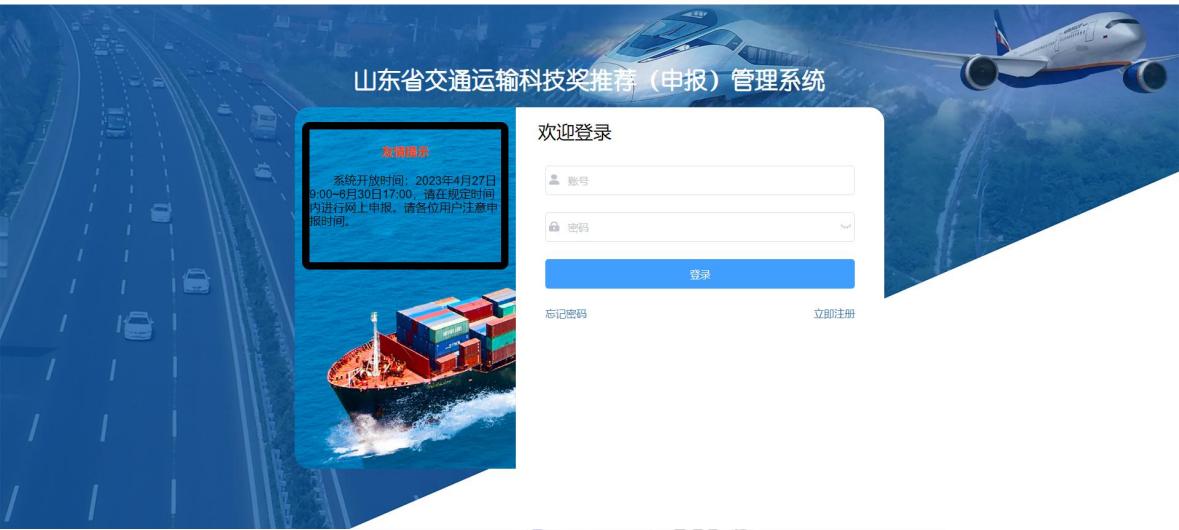 山东省交通运输科技奖推荐（申报）管理系统
友情提示
系统开放时间：2023年4月27日
9:00~6月30日17:00，请在规定时间
内进行网上申报。请各位用户注意申
报时间。
欢迎登录
账号
密码
登录
忘记密码
立即注册